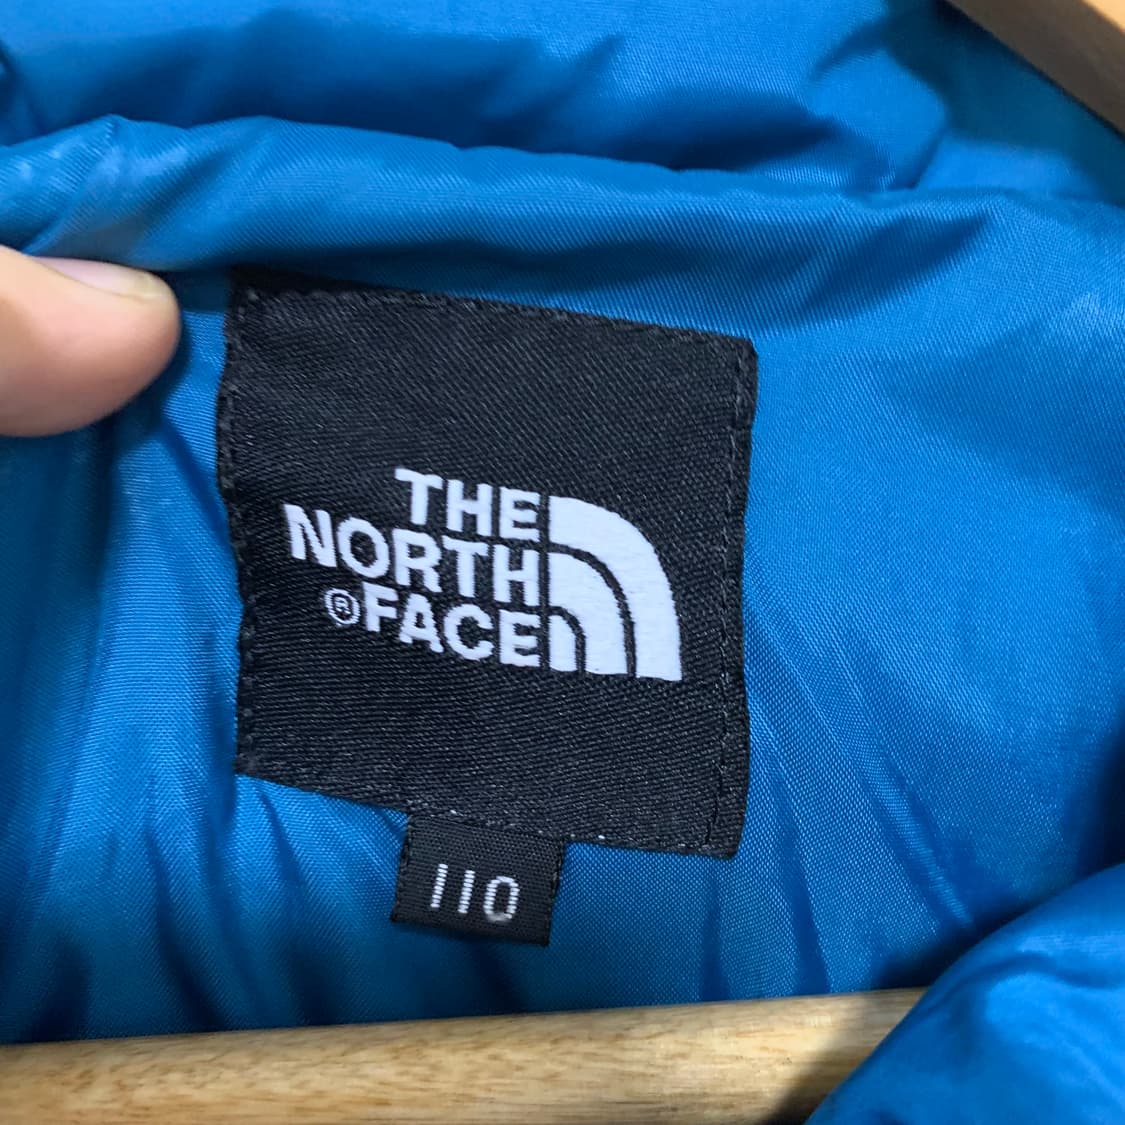 THE
NORTH
®FACE
110